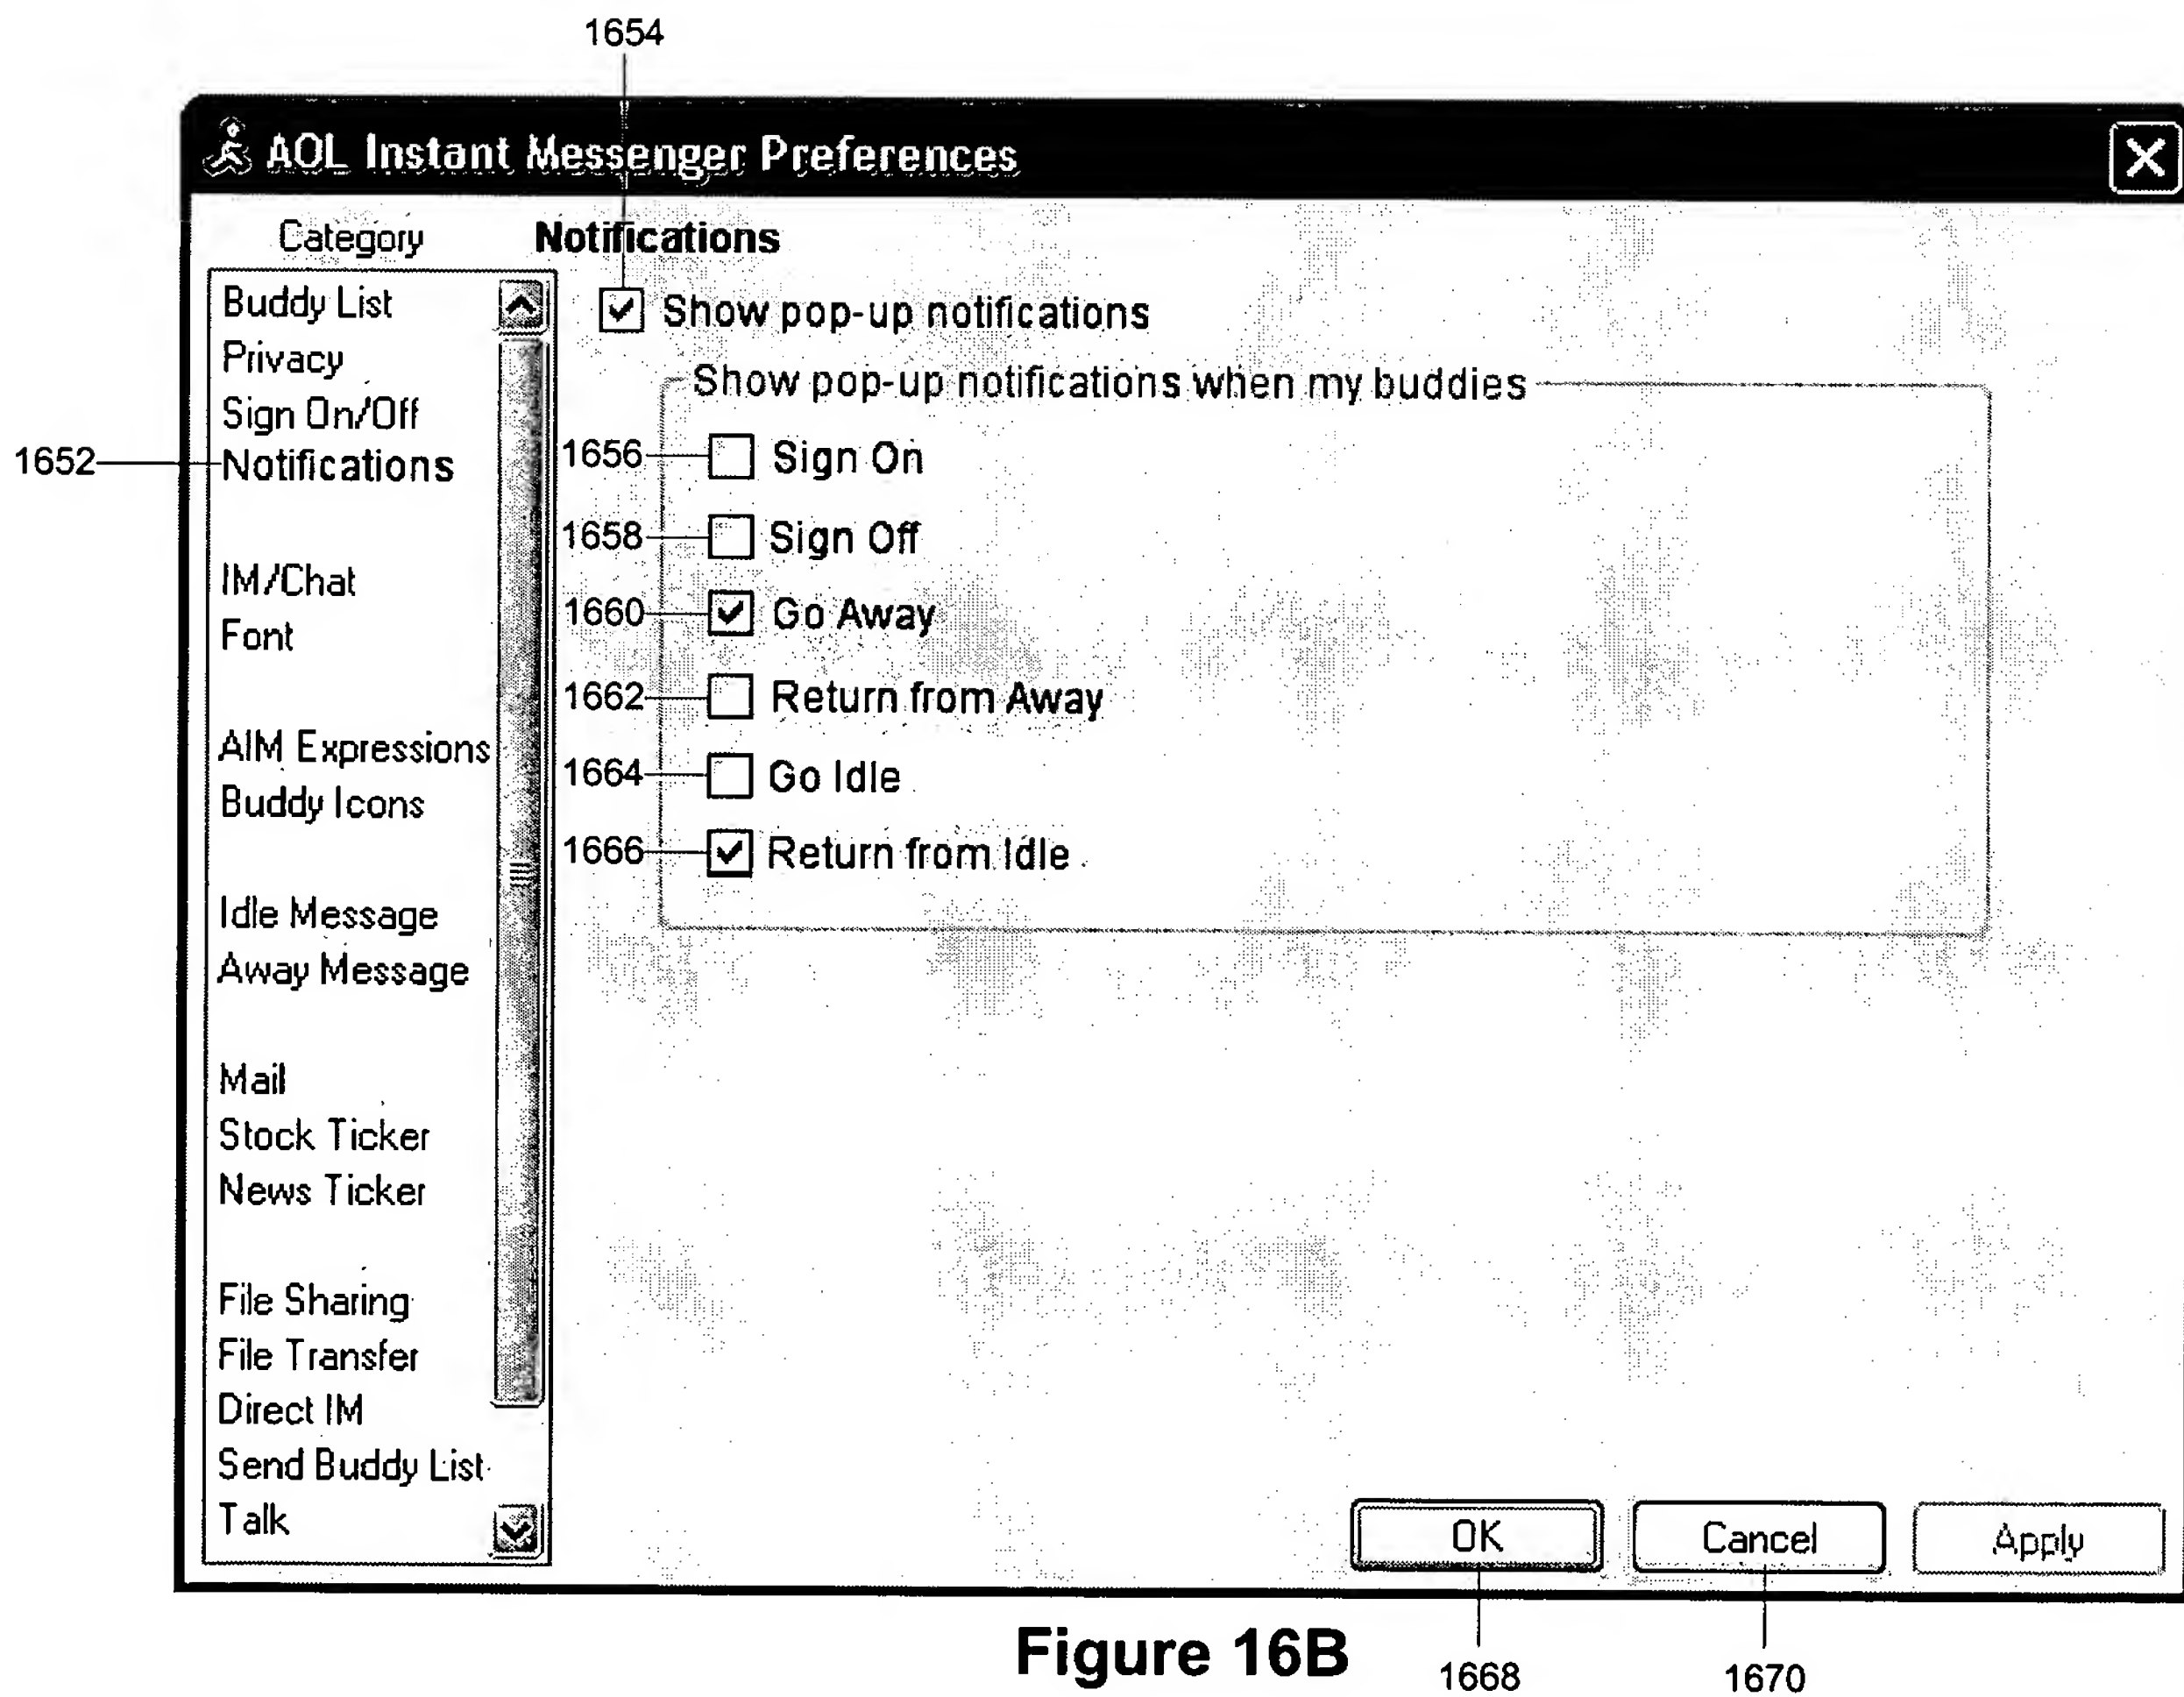 1654
AOL Instant Messenger Preferences
Category
Notifications
Buddy List
Privacy
Sign On/Off
1652
Notifications
IM/Chat
Font
AIM Expressions
Buddy Icons
Idle Message
Away Message
Mail
Stock Ticker
News Ticker
File Sharing
File Transfer
Direct IM
Send Buddy List
Talk
Show pop-up notifications
Show pop-up notifications when my buddies
1656 Sign On
1658 Sign Off
1660 Go Away
1662 Return from Away
1664 Go Idle
1666 Return from Idle
OK Cancel Apply
Figure 16B
1668
1670